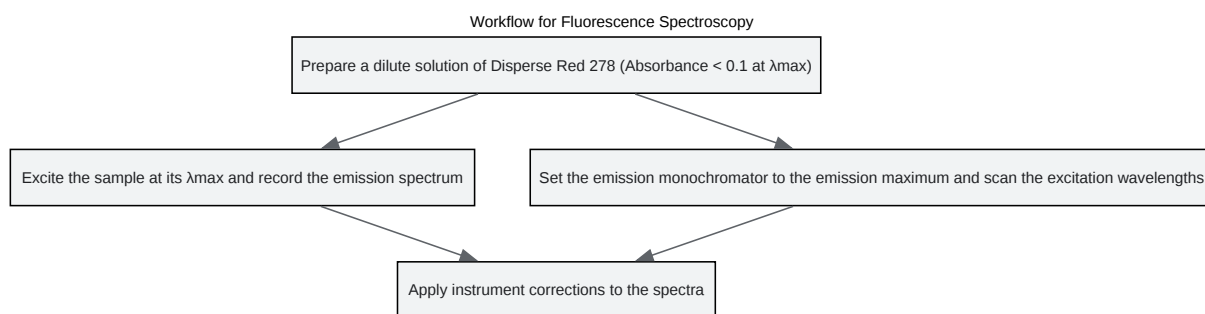 Workflow for Fluorescence Spectroscopy
Prepare a dilute solution of Disperse Red 278 (Absorbance < 0.1 at λmax)
Excite the sample at its λmax and record the emission spectrum
Set the emission monochromator to the emission maximum and scan the excitation wavelengths
Apply instrument corrections to the spectra